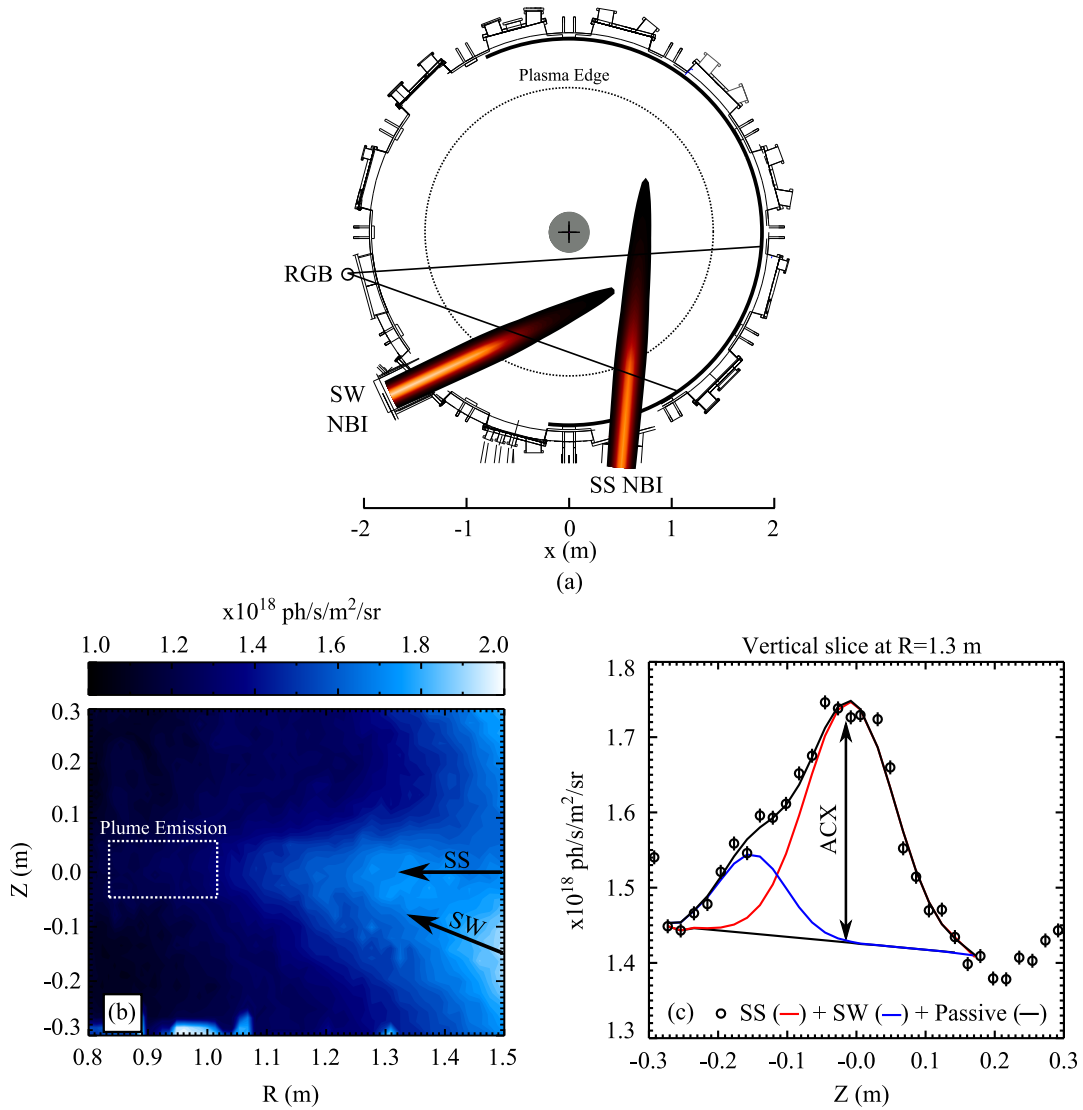 Plasma Edge
RGB
SW
NBI
SS NBI
-2 -1 0 1 2
x (m)
(a)
x10^18 ph/s/m^2/sr
1.0 1.2 1.4 1.6 1.8 2.0
0.3
0.2
0.1
0.0
-0.1
-0.2
-0.3
Z (m)
Plume Emission
SS
SW
(b)
0.8 0.9 1.0 1.1 1.2 1.3 1.4 1.5
R (m)
Vertical slice at R=1.3 m
1.8
1.7
1.6
1.5
1.4
1.3
x10^18 ph/s/m^2/sr
ACX
(c) SS (—) + SW (—) + Passive (—)
-0.3 -0.2 -0.1 -0.0 0.1 0.2 0.3
Z (m)